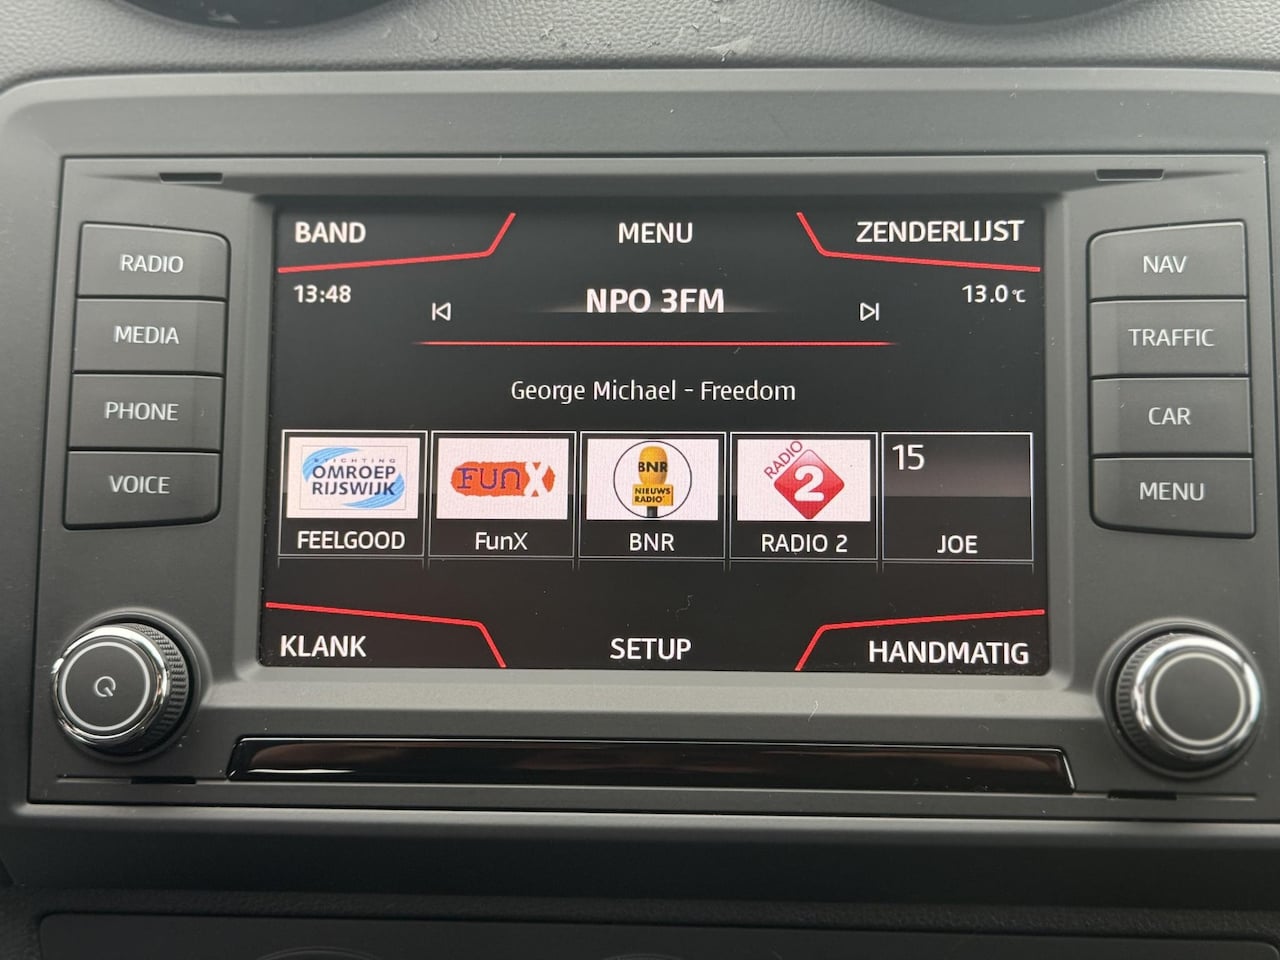 BAND MENU ZENDERLIJST
RADIO
MEDIA
PHONE
VOICE
13:48 NPO 3FM 13.0°C
George Michael - Freedom
STICHTING
OMROEP
RIJSWIJK
FUNX
BNR
NIEUWS
RADIO
RADIO
2
15
FEELGOOD FunX BNR RADIO 2 JOE
KLANK SETUP HANDMATIG
NAV
TRAFFIC
CAR
MENU